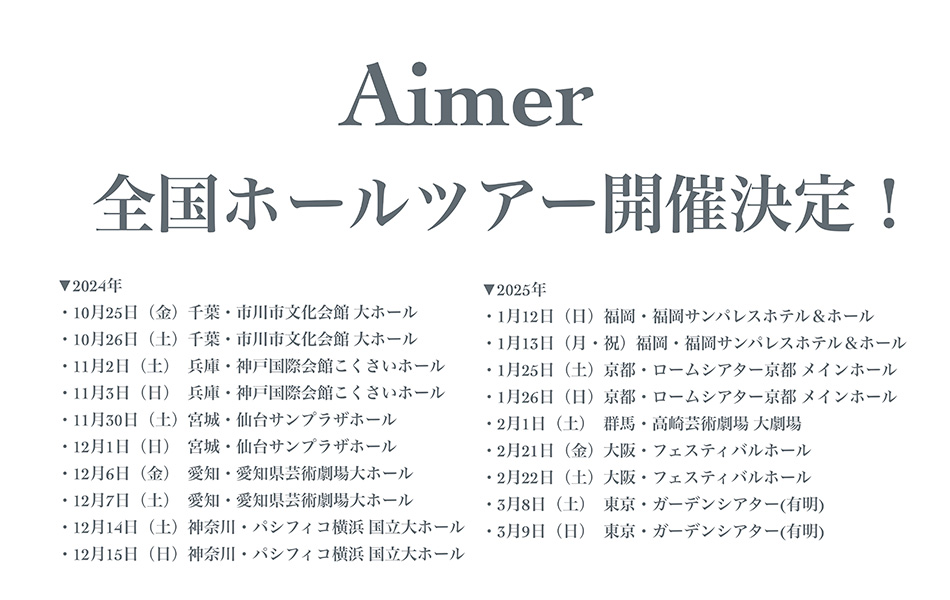 Aimer
全国ホールツアー開催決定！
▼2024年
・10月25日（金）千葉・市川市文化会館 大ホール
・10月26日（土）千葉・市川市文化会館 大ホール
・11月2日（土） 兵庫・神戸国際会館こくさいホール
・11月3日（日） 兵庫・神戸国際会館こくさいホール
・11月30日（土）宮城・仙台サンプラザホール
・12月1日（日） 宮城・仙台サンプラザホール
・12月6日（金） 愛知・愛知県芸術劇場大ホール
・12月7日（土） 愛知・愛知県芸術劇場大ホール
・12月14日（土）神奈川・パシフィコ横浜 国立大ホール
・12月15日（日）神奈川・パシフィコ横浜 国立大ホール
▼2025年
・1月12日（日）福岡・福岡サンパレスホテル＆ホール
・1月13日（月・祝）福岡・福岡サンパレスホテル＆ホール
・1月25日（土）京都・ロームシアター京都 メインホール
・1月26日（日）京都・ロームシアター京都 メインホール
・2月1日（土） 群馬・高崎芸術劇場 大劇場
・2月21日（金）大阪・フェスティバルホール
・2月22日（土）大阪・フェスティバルホール
・3月8日（土） 東京・ガーデンシアター(有明)
・3月9日（日） 東京・ガーデンシアター(有明)